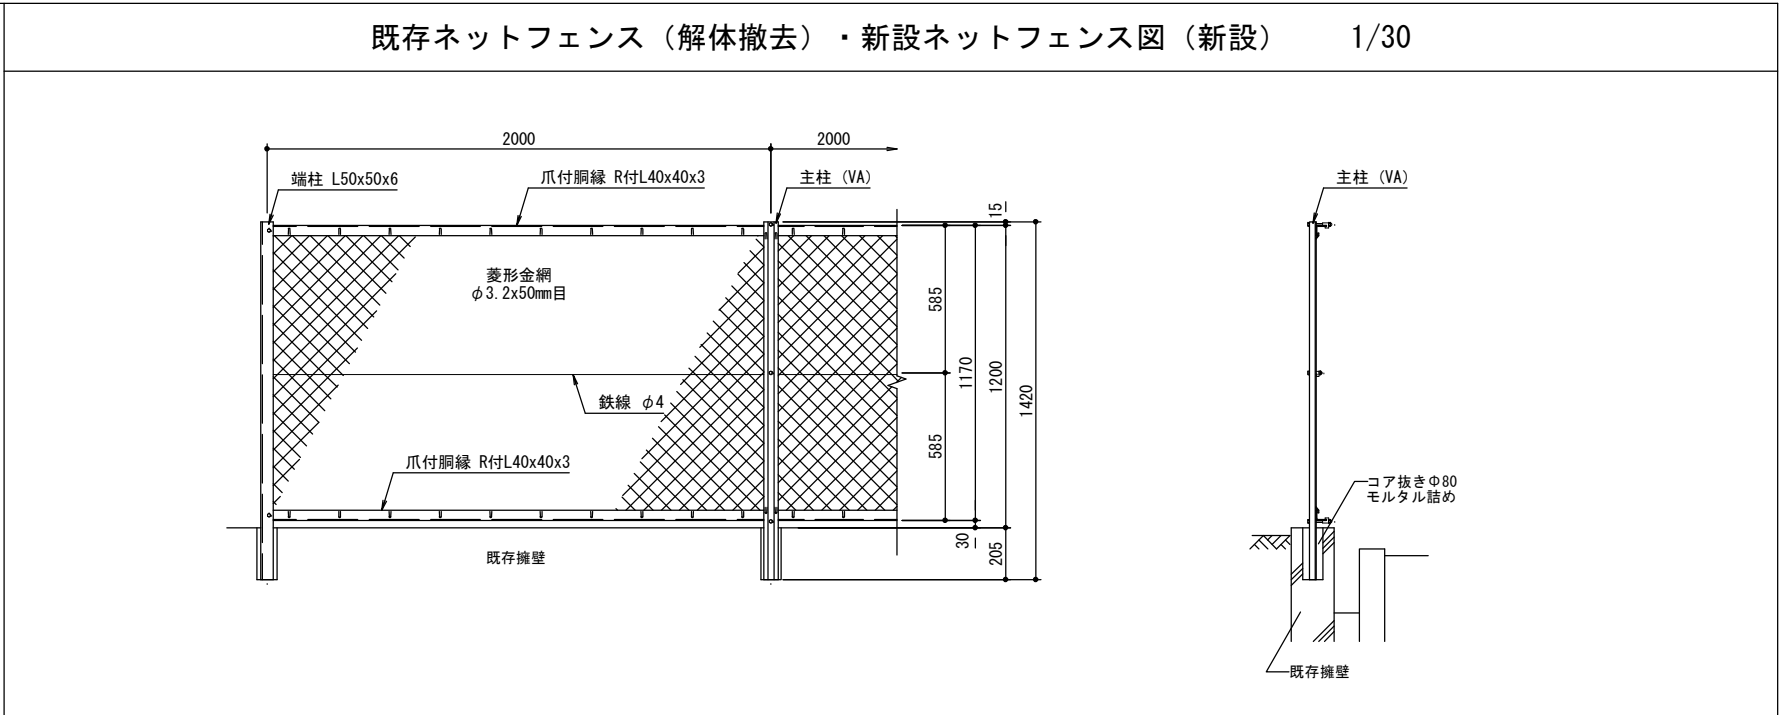 既存ネットフェンス（解体撤去）・新設ネットフェンス図（新設）　1/30
2000
2000
端柱 L50x50x6
爪付胴縁 R付L40x40x3
主柱（VA）
主柱（VA）
15
菱形金網
φ3.2x50mm目
585
1170
1200
1420
鉄線 φ4
585
爪付胴縁 R付L40x40x3
コア抜きΦ80
モルタル詰め
30
205
既存擁壁
既存擁壁